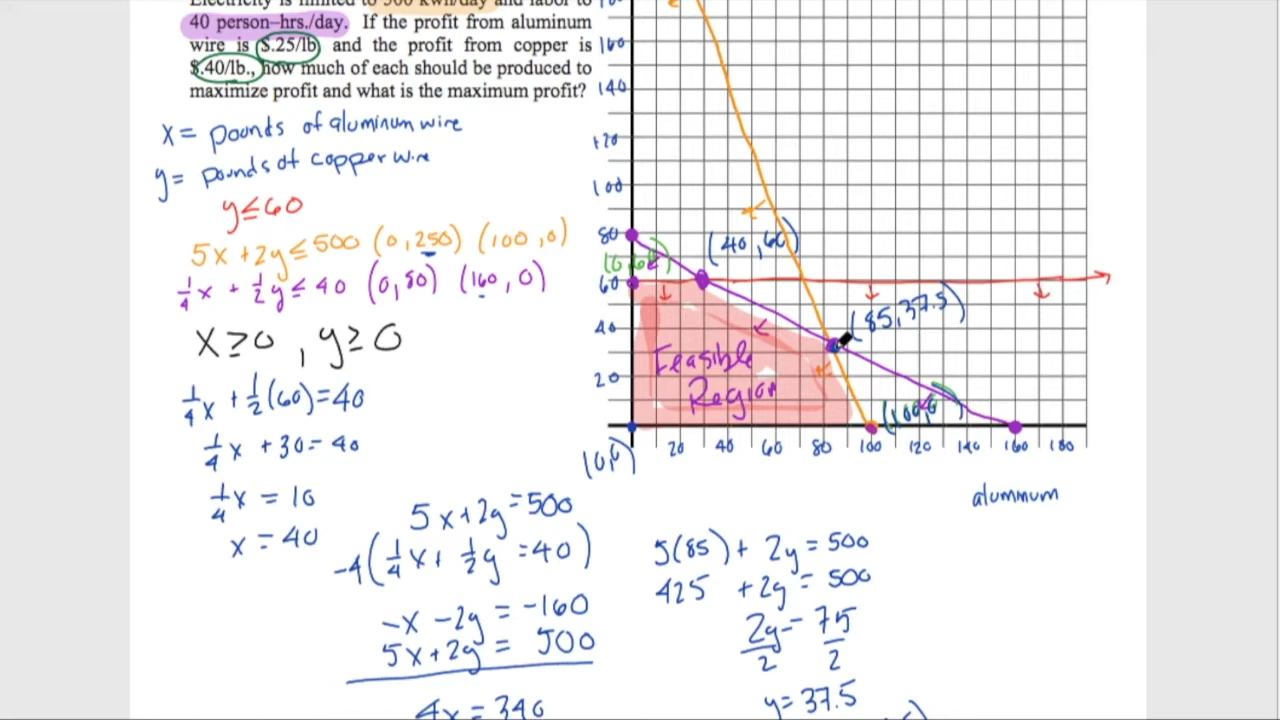 Electricity is limited to 500 kwh/day and labor to
40 person–hrs./day. If the profit from aluminum
wire is $.25/lb and the profit from copper is
$.40/lb., how much of each should be produced to
maximize profit and what is the maximum profit?
x = pounds of aluminum wire
y = pounds of copper wire
y ≤ 60
5x + 2y ≤ 500 (0, 250) (100, 0)
1/4 x + 1/2 y ≤ 40 (0, 80) (160, 0)
x ≥ 0, y ≥ 0
1/4 x + 1/2 (60) = 40
1/4 x + 30 = 40
1/4 x = 10
x = 40
5x + 2y = 500
-4(1/4 x + 1/2 y = 40)
-x - 2y = -160
5x + 2y = 500
4x = 340
160
140
120
100
80
60
40
20
(0, 60)
(40, 60)
(85, 37.5)
Feasible
Region
(100, 0)
(0, 0)
20 40 60 80 100 120 140 160 180
alumnum
5(85) + 2y = 500
425 + 2y = 500
2y = 75
2 2
y = 37.5